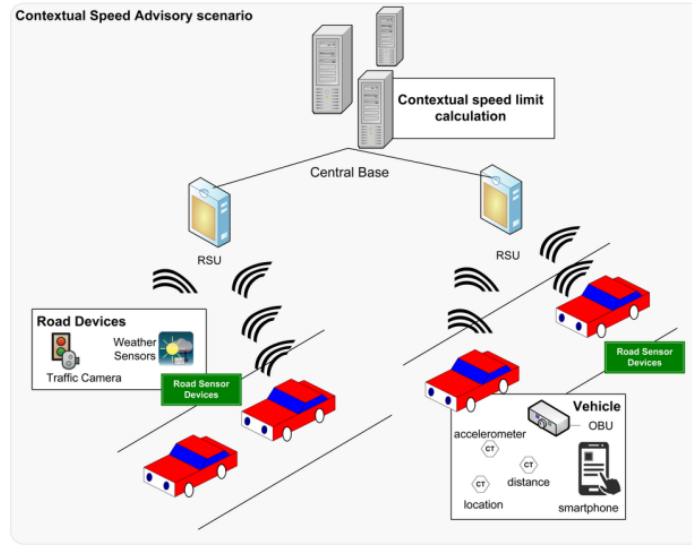 Contextual Speed Advisory scenario
Contextual speed limit
calculation
Central Base
RSU
RSU
Road Devices
Weather
Sensors
Traffic Camera
Road Sensor
Devices
Road Sensor
Devices
Vehicle
OBU
accelerometer
CT
CT
distance
CT
location
smartphone